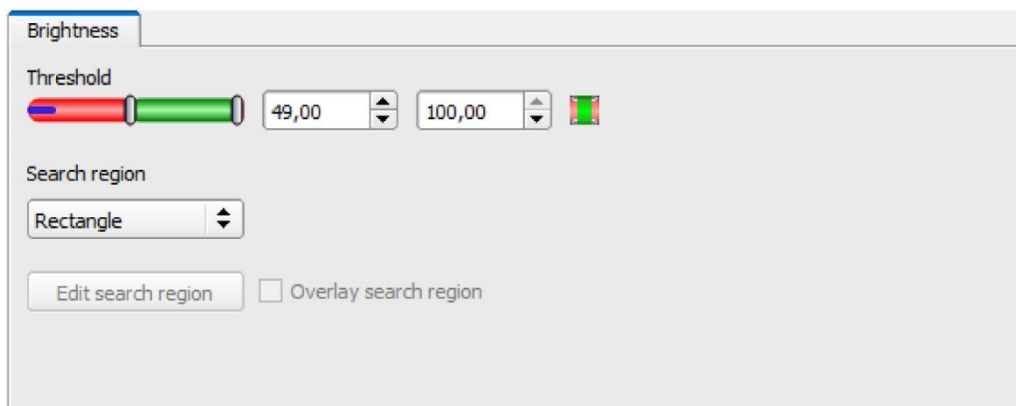 Brightness
Threshold
49,00 100,00
Search region
Rectangle
Edit search region Overlay search region